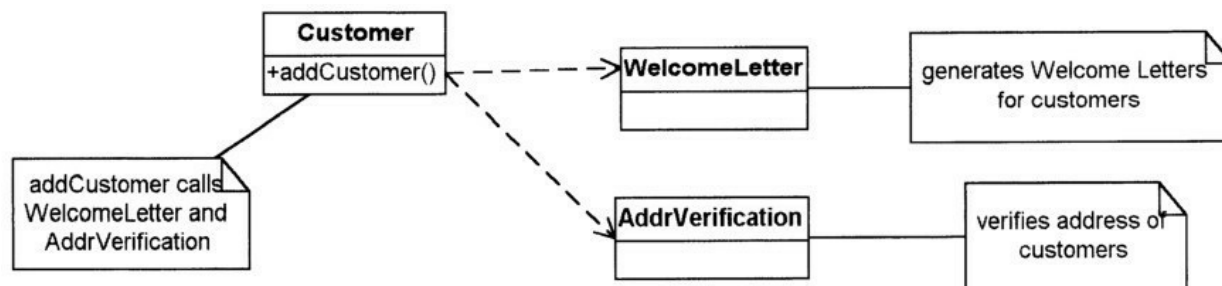 Customer
+addCustomer()
WelcomeLetter
generates Welcome Letters
for customers
addCustomer calls
WelcomeLetter and
AddrVerification
AddrVerification
verifies address of
customers